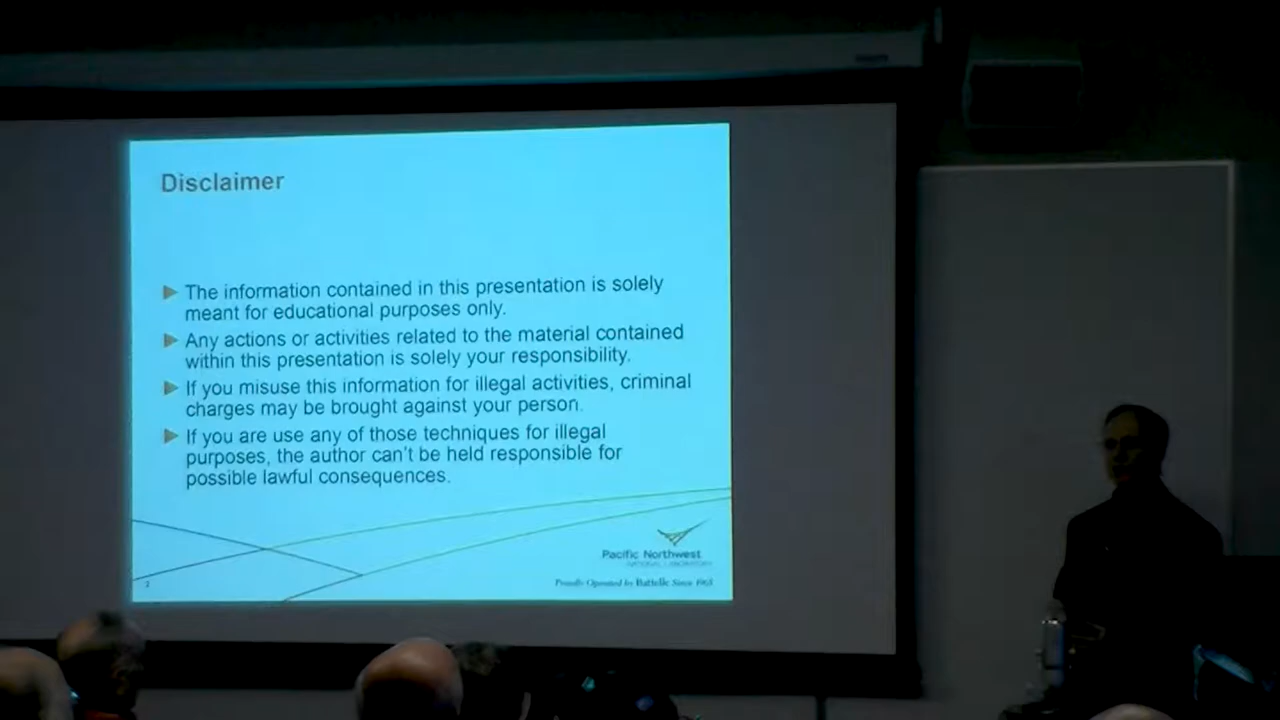 Disclaimer
The information contained in this presentation is solely
meant for educational purposes only.
Any actions or activities related to the material contained
within this presentation is solely your responsibility.
If you misuse this information for illegal activities, criminal
charges may be brought against your person.
If you are use any of those techniques for illegal
purposes, the author can't be held responsible for
possible lawful consequences.
Pacific Northwest
NATIONAL LABORATORY
Proudly Operated by Battelle Since 1965